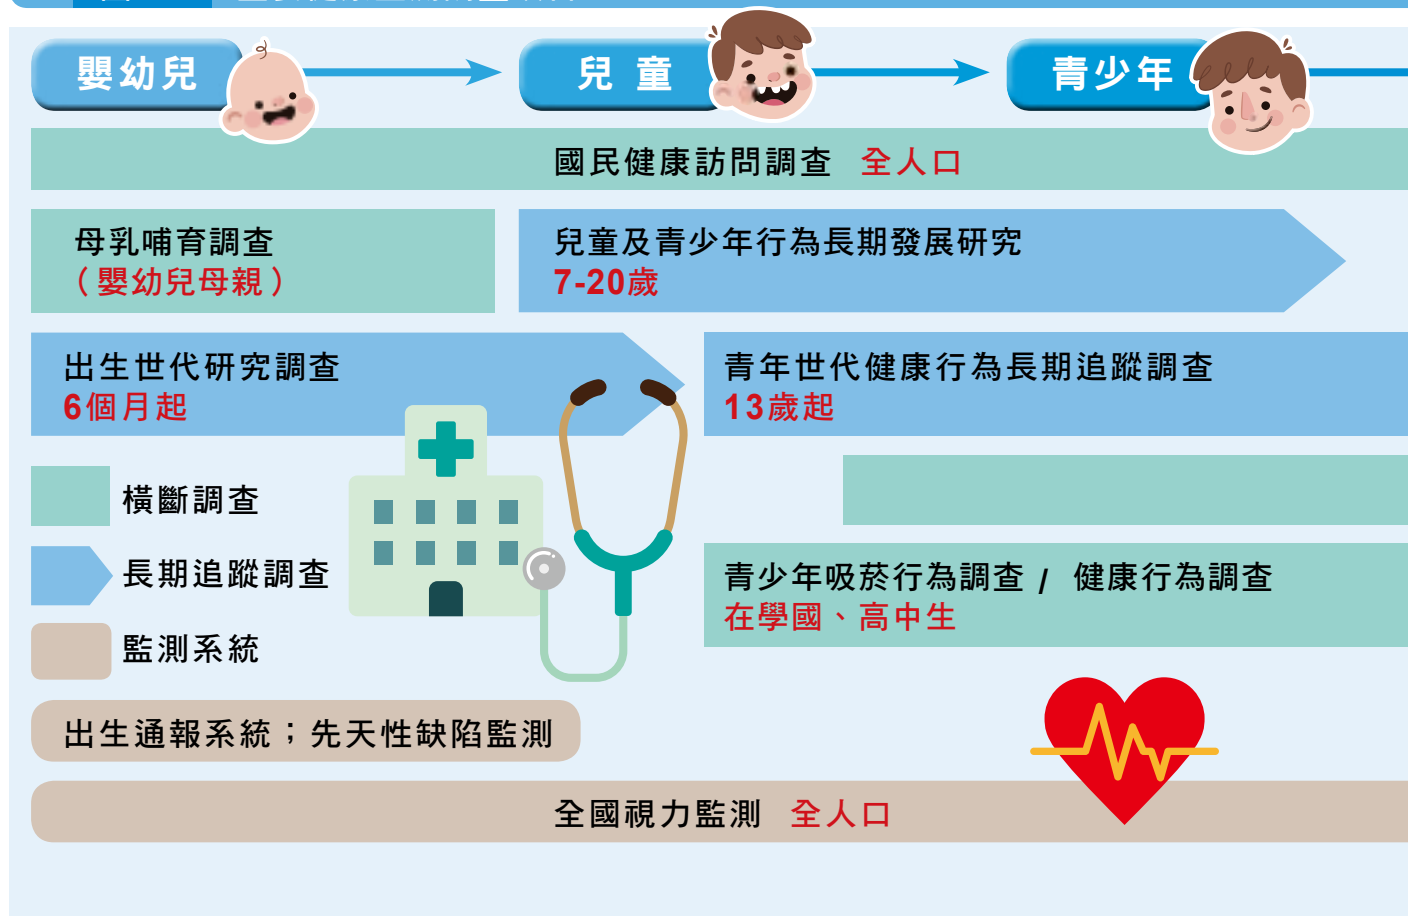 嬰幼兒
兒童
青少年
國民健康訪問調查 全人口
母乳哺育調查
（嬰幼兒母親）
兒童及青少年行為長期發展研究
7-20歲
出生世代研究調查
6個月起
青年世代健康行為長期追蹤調查
13歲起
橫斷調查
長期追蹤調查
監測系統
青少年吸菸行為調查 / 健康行為調查
在學國、高中生
出生通報系統；先天性缺陷監測
全國視力監測 全人口